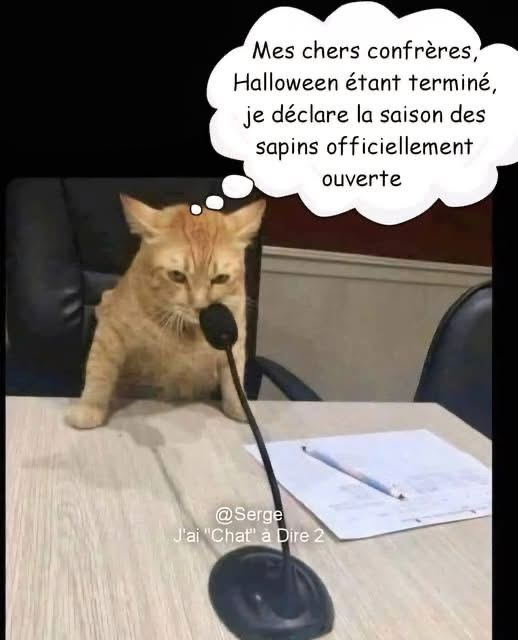 Mes chers confrères,
Halloween étant terminé,
je déclare la saison des
sapins officiellement
ouverte
@Serge
J'ai "Chat" à Dire 2